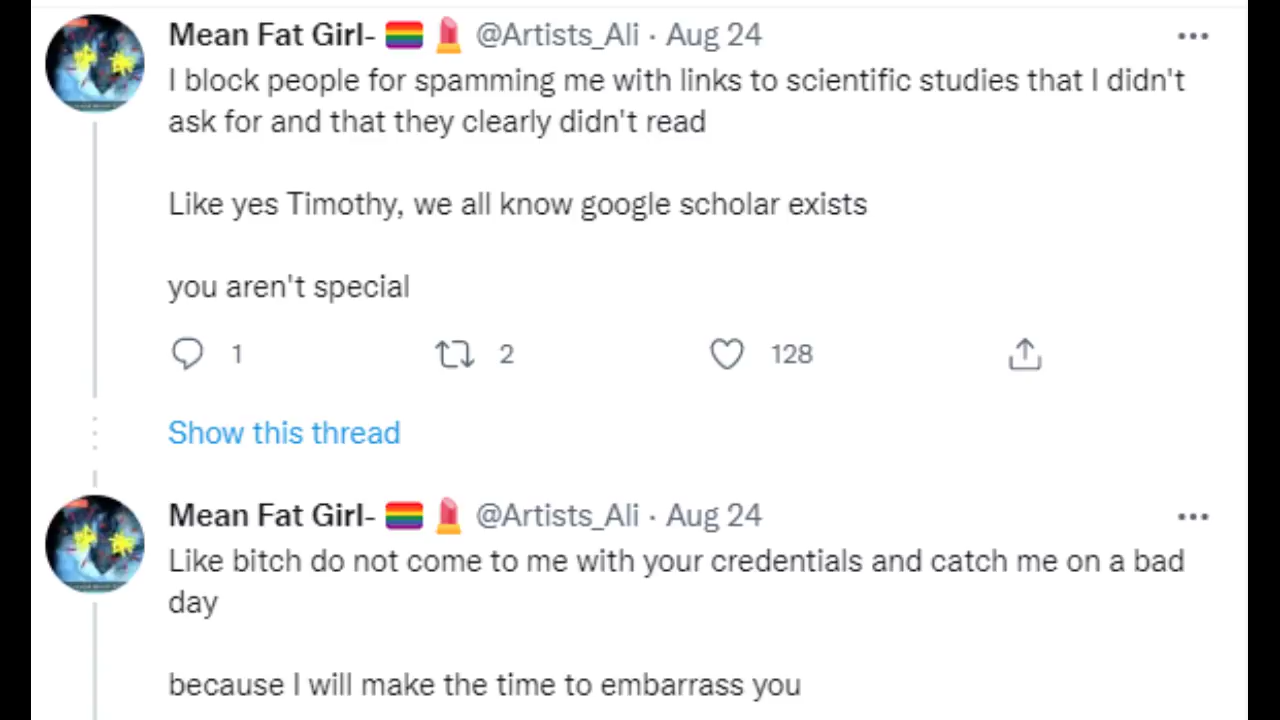 Mean Fat Girl- 🏳️‍🌈 💄 @Artists_Ali · Aug 24
I block people for spamming me with links to scientific studies that I didn't
ask for and that they clearly didn't read
Like yes Timothy, we all know google scholar exists
you aren't special
1 2 128
Show this thread
Mean Fat Girl- 🏳️‍🌈 💄 @Artists_Ali · Aug 24
Like bitch do not come to me with your credentials and catch me on a bad
day
because I will make the time to embarrass you